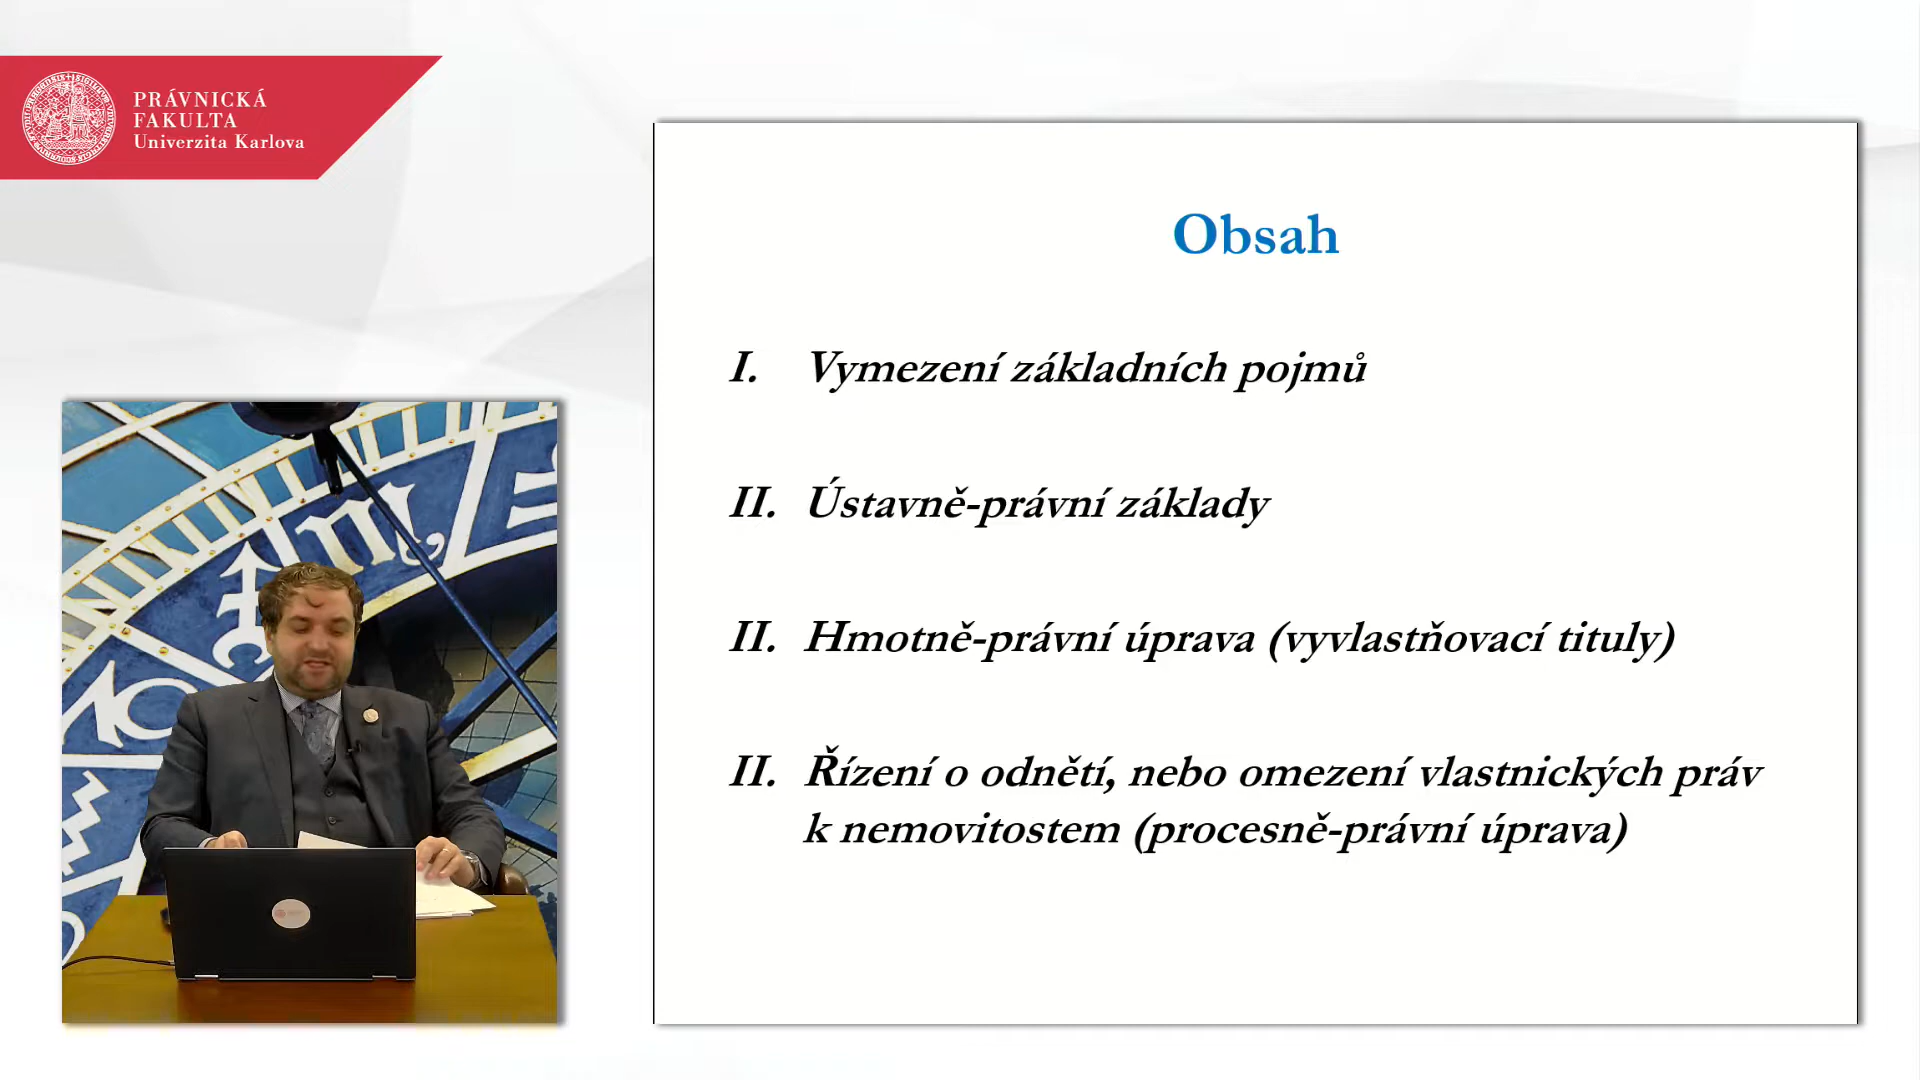 PRÁVNICKÁ
FAKULTA
Univerzita Karlova
Obsah
I. Vymezení základních pojmů
II. Ústavně-právní základy
II. Hmotně-právní úprava (vyvlastňovací tituly)
II. Řízení o odnětí, nebo omezení vlastnických práv
k nemovitostem (procesně-právní úprava)